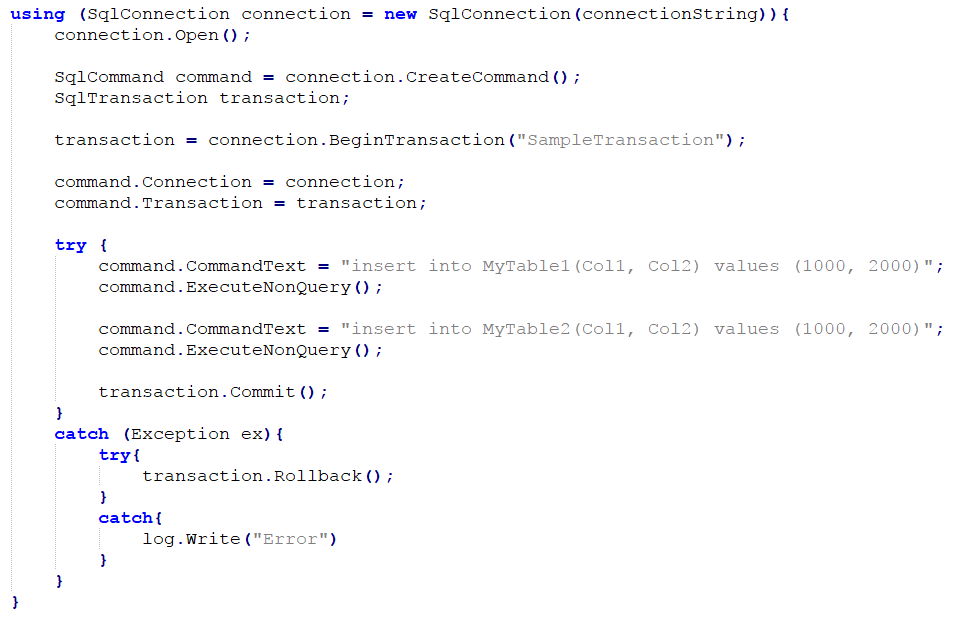 using (SqlConnection connection = new SqlConnection(connectionString)){
    connection.Open();

    SqlCommand command = connection.CreateCommand();
    SqlTransaction transaction;

    transaction = connection.BeginTransaction("SampleTransaction");

    command.Connection = connection;
    command.Transaction = transaction;

    try {
        command.CommandText = "insert into MyTable1(Col1, Col2) values (1000, 2000)";
        command.ExecuteNonQuery();

        command.CommandText = "insert into MyTable2(Col1, Col2) values (1000, 2000)";
        command.ExecuteNonQuery();

        transaction.Commit();
    }
    catch (Exception ex){
        try{
            transaction.Rollback();
        }
        catch{
            log.Write("Error")
        }
    }
}